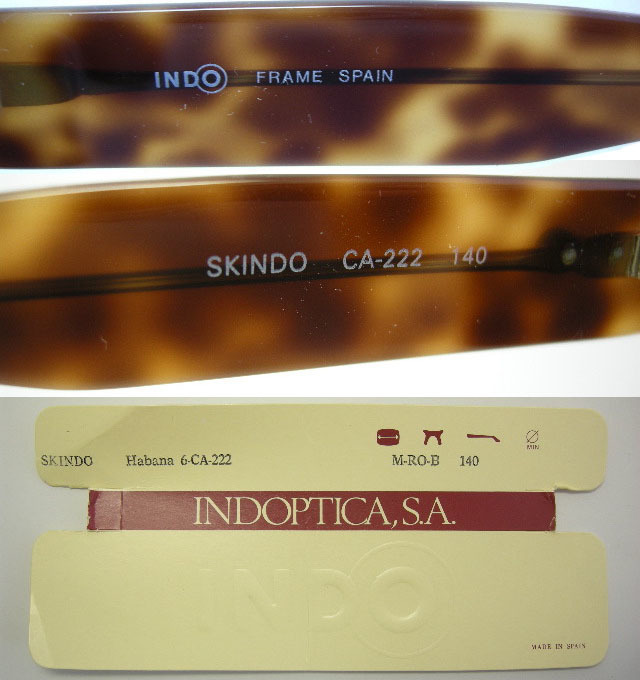 INDO FRAME SPAIN
SKINDO CA-222 140
MIN
SKINDO Habana 6-CA-222 M-RO-B 140
INDOPTICA, S.A.
INDO
MADE IN SPAIN